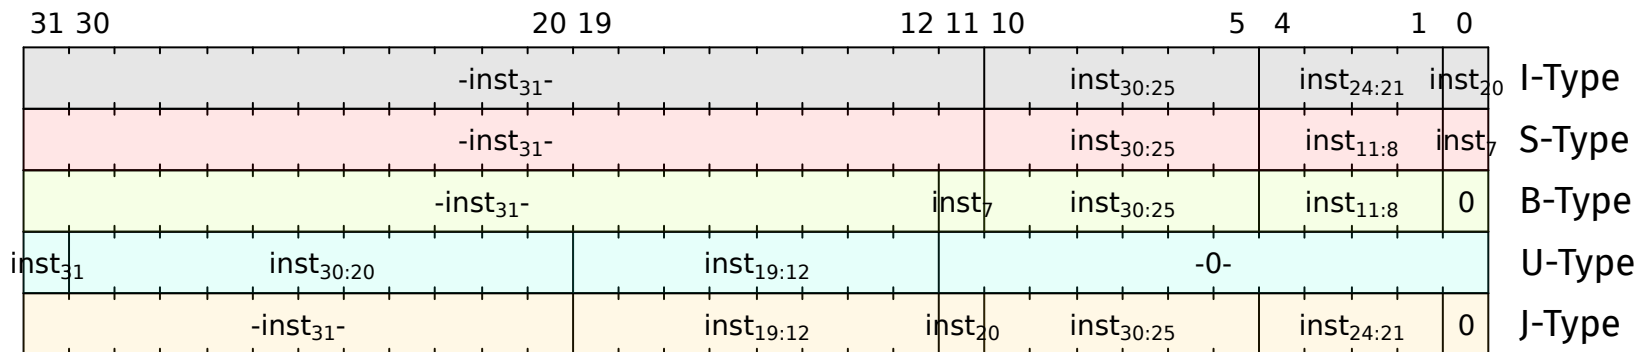 31 30 20 19 12 11 10 5 4 1 0
-inst31- inst30:25 inst24:21 inst20 I-Type
-inst31- inst30:25 inst11:8 inst7 S-Type
-inst31- inst7 inst30:25 inst11:8 0 B-Type
inst31 inst30:20 inst19:12 -0- U-Type
-inst31- inst19:12 inst20 inst30:25 inst24:21 0 J-Type